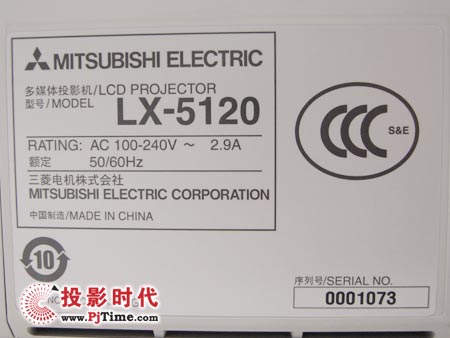 MITSUBISHI ELECTRIC
多媒体投影机/LCD PROJECTOR
型号/MODEL LX-5120
RATING: AC 100-240V ～ 2.9A
额定 50/60Hz
三菱电机株式会社
MITSUBISHI ELECTRIC CORPORATION
中国制造/MADE IN CHINA
CCC S&E
10
序列号/SERIAL NO.
0001073
投影时代
www.PjTime.com